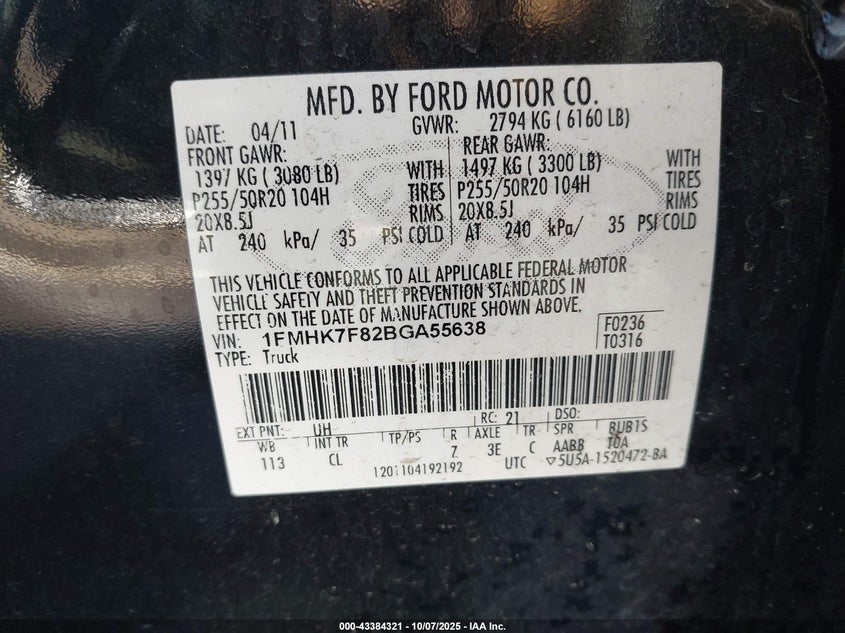 MFD. BY FORD MOTOR CO.
DATE: 04/11 GVWR: 2794 KG ( 6160 LB)
FRONT GAWR: REAR GAWR:
1397 KG ( 3080 LB) WITH 1497 KG ( 3300 LB) WITH
P255/50R20 104H TIRES P255/50R20 104H TIRES
20X8.5J RIMS 20X8.5J RIMS
AT 240 kPa/ 35 PSI COLD AT 240 kPa/ 35 PSI COLD
THIS VEHICLE CONFORMS TO ALL APPLICABLE FEDERAL MOTOR
VEHICLE SAFETY AND THEFT PREVENTION STANDARDS IN
EFFECT ON THE DATE OF MANUFACTURE SHOWN ABOVE.
VIN: 1FMHK7F82BGA55638 F0236
TYPE: Truck T0316
EXT PNT: UH RC: 21 DSO:
WB INT TR TP/PS R AXLE TR SPR BUB1S
113 CL 7 3E C AABB TOA
1201104192192 UTC ▽5U5A-1520472-BA
000-43384321 - 10/07/2025 - IAA Inc.